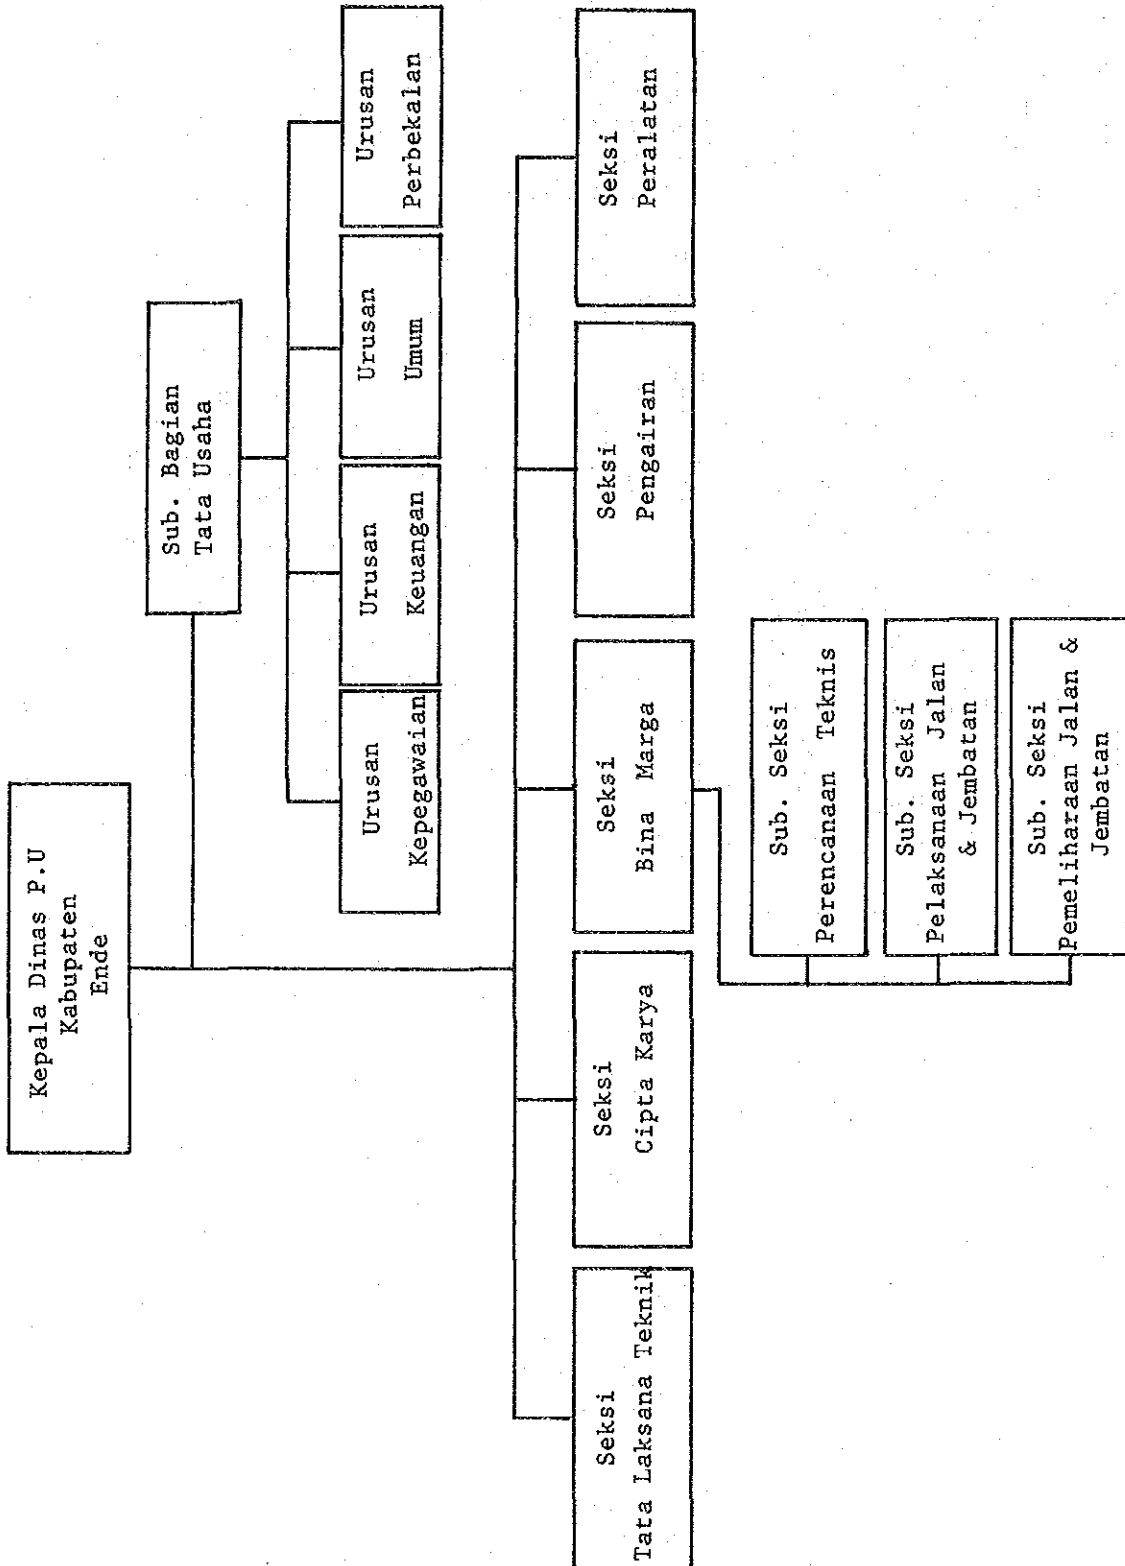 Kepala Dinas P.U
Kabupaten
Ende
Sub. Bagian
Tata Usaha
Urusan
Kepegawaian
Urusan
Keuangan
Urusan
Umum
Urusan
Perbekalan
Seksi
Tata Laksana Teknik
Seksi
Cipta Karya
Seksi
Bina Marga
Seksi
Pengairan
Seksi
Peralatan
Sub. Seksi
Perencanaan Teknis
Sub. Seksi
Pelaksanaan Jalan
& Jembatan
Sub. Seksi
Pemeliharaan Jalan &
Jembatan